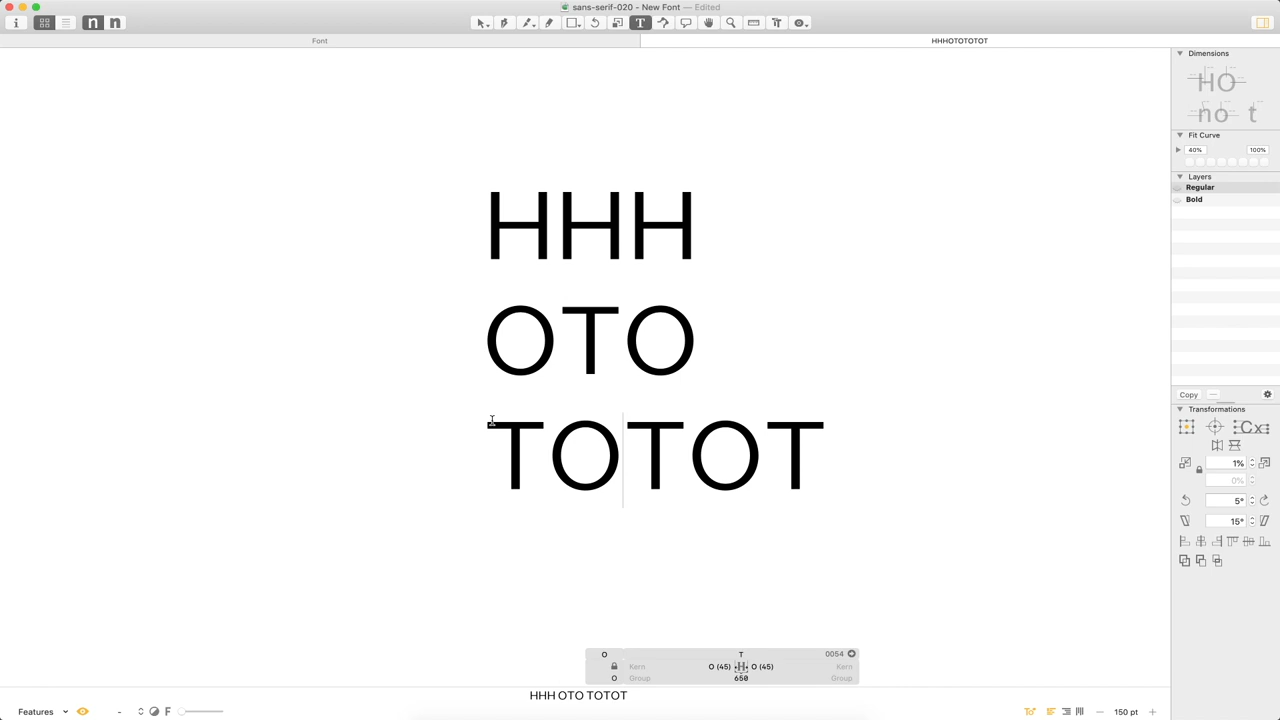 sans-serif-020 - New Font — Edited
Font
HHHOTOTOTOT
HHH
OTO
TOTOT
Dimensions
HO
no t
Fit Curve
40% 100%
Layers
Regular
Bold
Copy
Transformations
1%
0%
5°
15°
O T 0054
Kern O (45) H O (45) Kern
O Group 650 Group
HHH OTO TOTOT
Features - F 150 pt